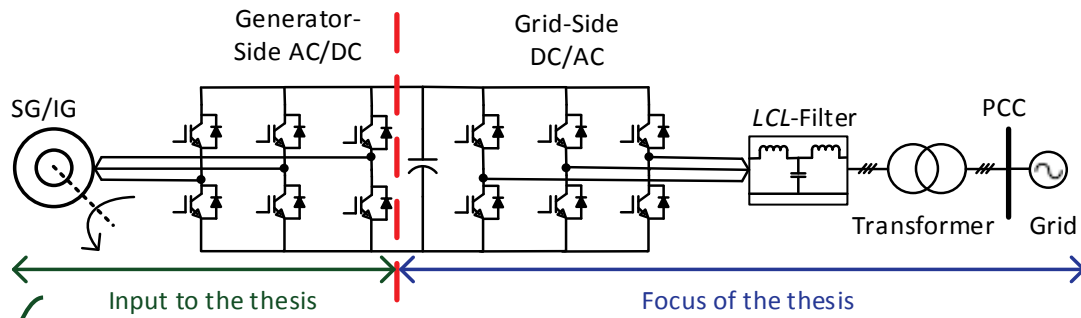 Generator-
Side AC/DC
Grid-Side
DC/AC
SG/IG
LCL-Filter
PCC
Transformer
Grid
Input to the thesis
Focus of the thesis